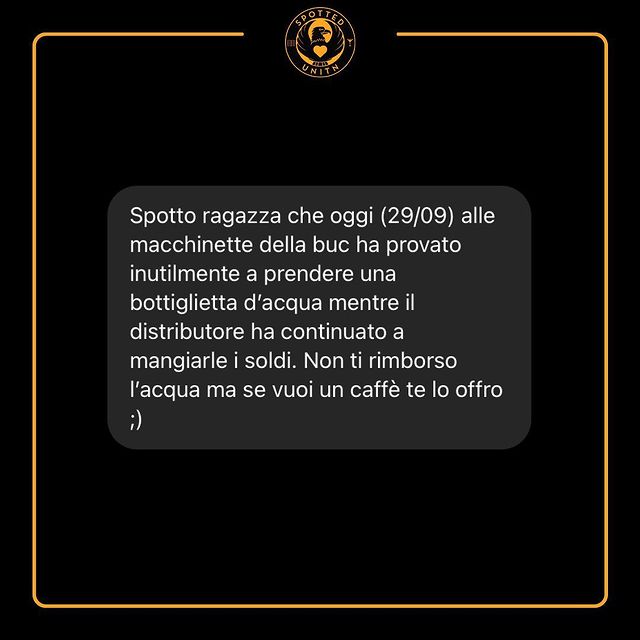 SPOTTED
UNITN
Spotto ragazza che oggi (29/09) alle
macchinette della buc ha provato
inutilmente a prendere una
bottiglietta d’acqua mentre il
distributore ha continuato a
mangiarle i soldi. Non ti rimborso
l’acqua ma se vuoi un caffè te lo offro
;)